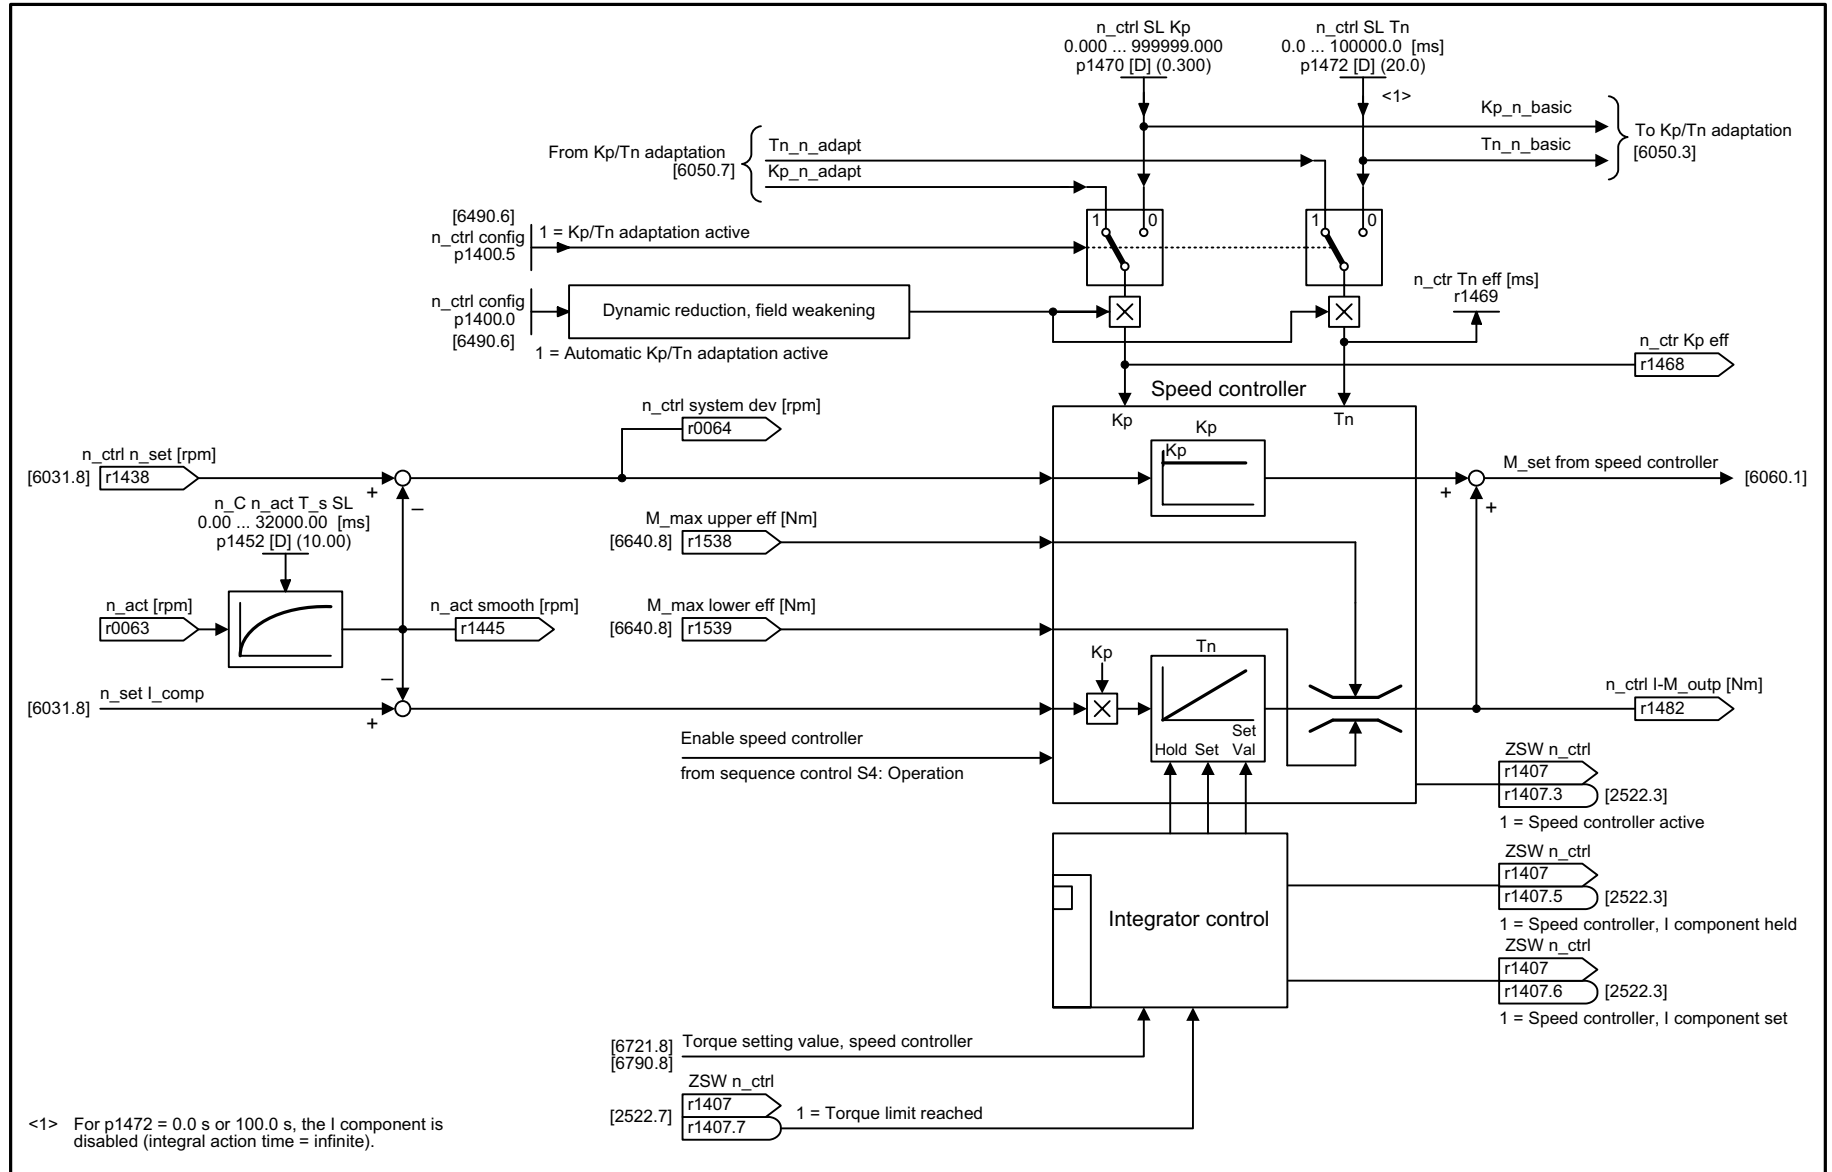 n_ctrl SL Kp
0.000 ... 999999.000
p1470 [D] (0.300)
n_ctrl SL Tn
0.0 ... 100000.0 [ms]
p1472 [D] (20.0)
<1>
Kp_n_basic
Tn_n_basic
To Kp/Tn adaptation
[6050.3]
From Kp/Tn adaptation
[6050.7]
Tn_n_adapt
Kp_n_adapt
[6490.6]
n_ctrl config
p1400.5
1 = Kp/Tn adaptation active
1 0
1 0
n_ctrl config
p1400.0
[6490.6]
Dynamic reduction, field weakening
1 = Automatic Kp/Tn adaptation active
n_ctr Tn eff [ms]
r1469
n_ctr Kp eff
r1468
Speed controller
Kp
Tn
n_ctrl system dev [rpm]
r0064
n_ctrl n_set [rpm]
[6031.8] r1438
+
–
Kp
Kp
+
+
M_set from speed controller
[6060.1]
n_C n_act T_s SL
0.00 ... 32000.00 [ms]
p1452 [D] (10.00)
M_max upper eff [Nm]
[6640.8] r1538
n_act [rpm]
r0063
n_act smooth [rpm]
r1445
M_max lower eff [Nm]
[6640.8] r1539
–
n_set I_comp
[6031.8]
+
Kp
Tn
Hold Set
Set
Val
n_ctrl I-M_outp [Nm]
r1482
Enable speed controller
from sequence control S4: Operation
ZSW n_ctrl
r1407
r1407.3 [2522.3]
1 = Speed controller active
Integrator control
ZSW n_ctrl
r1407
r1407.5 [2522.3]
1 = Speed controller, I component held
ZSW n_ctrl
r1407
r1407.6 [2522.3]
1 = Speed controller, I component set
[6721.8]
[6790.8]
Torque setting value, speed controller
ZSW n_ctrl
[2522.7]
r1407
r1407.7
1 = Torque limit reached
<1> For p1472 = 0.0 s or 100.0 s, the I component is
disabled (integral action time = infinite).